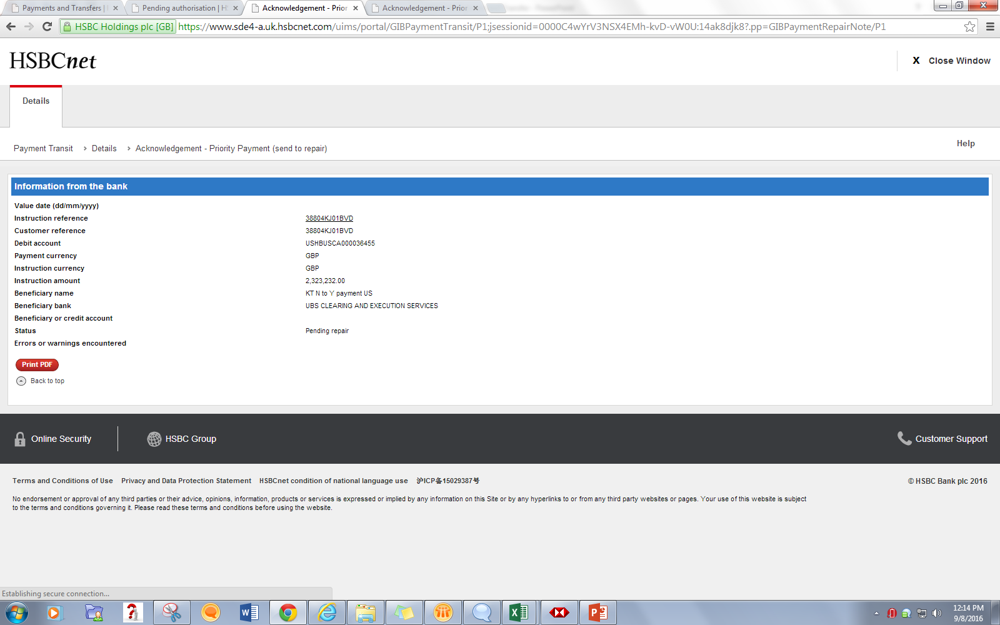 Payments and Transfers |
Pending authorisation | H
Acknowledgement - Prior
Acknowledgement - Prior
HSBC Holdings plc [GB]
https://www.sde4-a.uk.hsbcnet.com/uims/portal/GIBPaymentTransit/P1;jsessionid=0000C4wYrV3NSX4EMh-kvD-vW0U:14ak8djk8?.pp=GIBPaymentRepairNote/P1
HSBCnet
X Close Window
Details
Payment Transit > Details > Acknowledgement - Priority Payment (send to repair)
Help
Information from the bank
Value date (dd/mm/yyyy)
Instruction reference 38804KJ01BVD
Customer reference 38804KJ01BVD
Debit account USHBUSCA000036455
Payment currency GBP
Instruction currency GBP
Instruction amount 2,323,232.00
Beneficiary name KT N to Y payment US
Beneficiary bank UBS CLEARING AND EXECUTION SERVICES
Beneficiary or credit account
Status Pending repair
Errors or warnings encountered
Print PDF
Back to top
Online Security
HSBC Group
Customer Support
Terms and Conditions of Use Privacy and Data Protection Statement HSBCnet condition of national language use 沪ICP备15029387号
© HSBC Bank plc 2016
No endorsement or approval of any third parties or their advice, opinions, information, products or services is expressed or implied by any information on this Site or by any hyperlinks to or from any third party websites or pages. Your use of this website is subject
to the terms and conditions governing it. Please read these terms and conditions before using the website.
Establishing secure connection...
12:14 PM
9/8/2016